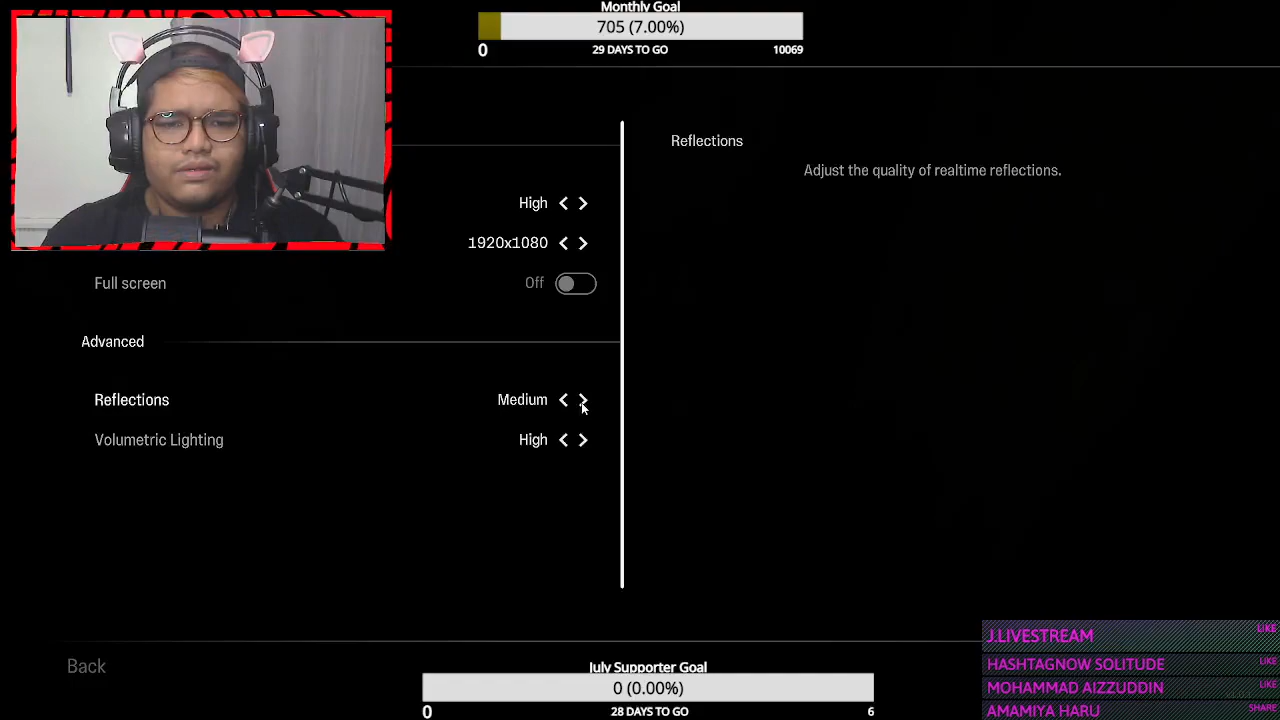 Monthly Goal
705 (7.00%)
0 29 DAYS TO GO 10069
Reflections
Adjust the quality of realtime reflections.
High
1920x1080
Full screen Off
Advanced
Reflections Medium
Volumetric Lighting High
Back
July Supporter Goal
0 (0.00%)
0 28 DAYS TO GO 6
J.LIVESTREAM LIKE
HASHTAGNOW SOLITUDE LIKE
MOHAMMAD AIZZUDDIN LIKE
AMAMIYA HARU SHARE